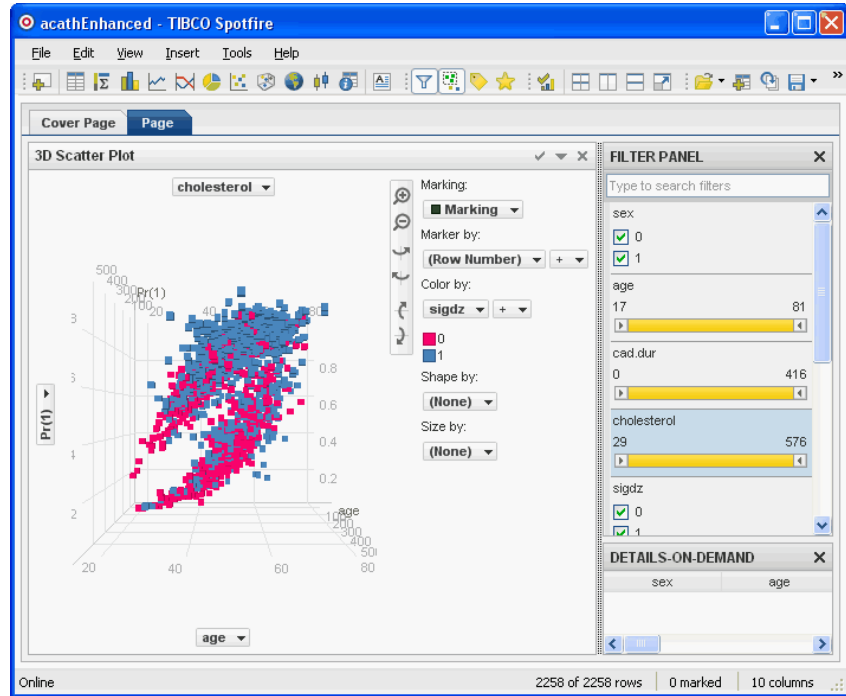 acathEnhanced - TIBCO Spotfire
File Edit View Insert Tools Help
Cover Page Page
3D Scatter Plot
cholesterol
Marking:
Marking
Marker by:
(Row Number) +
Color by:
sigdz +
0
1
Shape by:
(None)
Size by:
(None)
500
400
Pr(1)
20 40 80
0.8
0.6
0.4
0.2
age
200
300
400
20 40 60 80
Pr(1)
age
FILTER PANEL
Type to search filters
sex
0
1
age
17 81
cad.dur
0 416
cholesterol
29 576
sigdz
0
1
DETAILS-ON-DEMAND
sex age
Online 2258 of 2258 rows 0 marked 10 columns